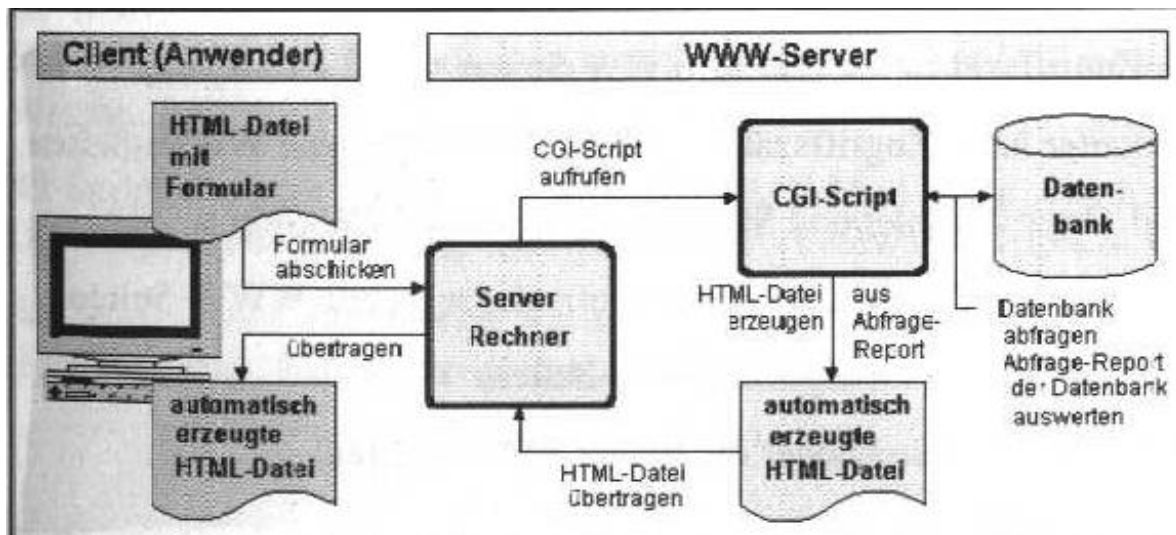 Client (Anwender)
WWW-Server
HTML-Datei
mit
Formular
CGI-Script
aufrufen
CGI-Script
Daten-
bank
Formular
abschicken
Server
Rechner
HTML-Datei
erzeugen
aus
Abfrage-
Report
Datenbank
abfragen
Abfrage-Report
der Datenbank
auswerten
übertragen
automatisch
erzeugte
HTML-Datei
HTML-Datei
übertragen
automatisch
erzeugte
HTML-Datei